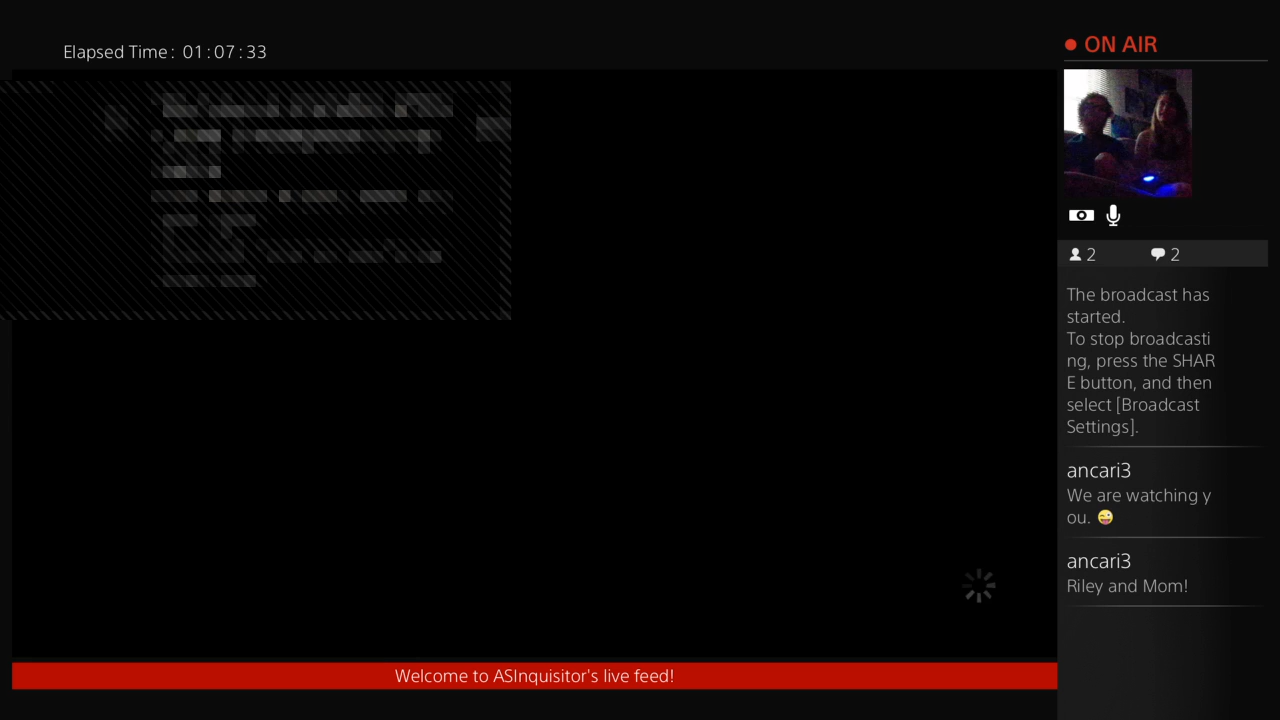 Elapsed Time: 01:07:33
ON AIR
2
2
The broadcast has
started.
To stop broadcasti
ng, press the SHAR
E button, and then
select [Broadcast
Settings].
ancari3
We are watching y
ou. 😜
ancari3
Riley and Mom!
Welcome to ASInquisitor's live feed!